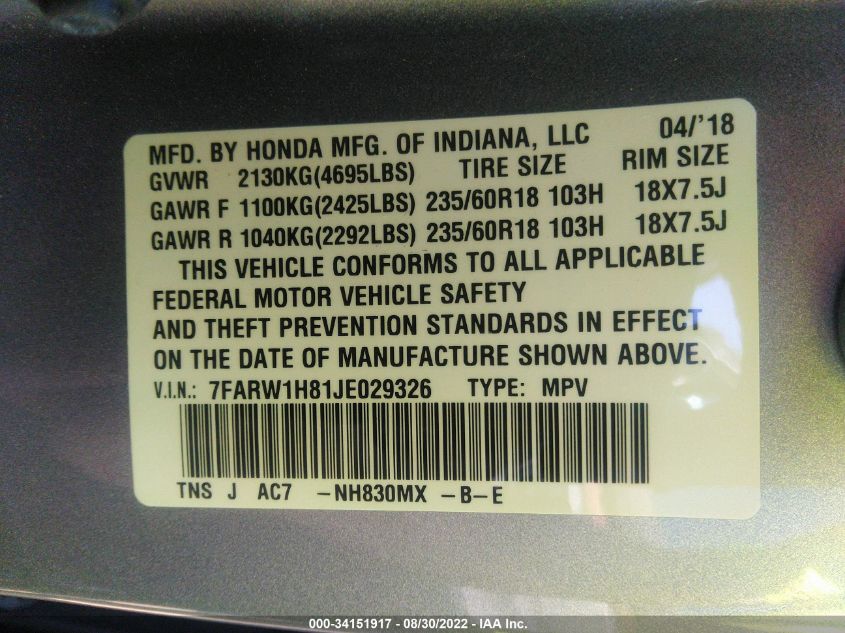 MFD. BY HONDA MFG. OF INDIANA, LLC 04/'18
GVWR 2130KG(4695LBS) TIRE SIZE RIM SIZE
GAWR F 1100KG(2425LBS) 235/60R18 103H 18X7.5J
GAWR R 1040KG(2292LBS) 235/60R18 103H 18X7.5J
THIS VEHICLE CONFORMS TO ALL APPLICABLE
FEDERAL MOTOR VEHICLE SAFETY
AND THEFT PREVENTION STANDARDS IN EFFECT
ON THE DATE OF MANUFACTURE SHOWN ABOVE.
V.I.N.: 7FARW1H81JE029326 TYPE: MPV
TNS J AC7 -NH830MX -B-E
000-34151917 - 08/30/2022 - IAA Inc.